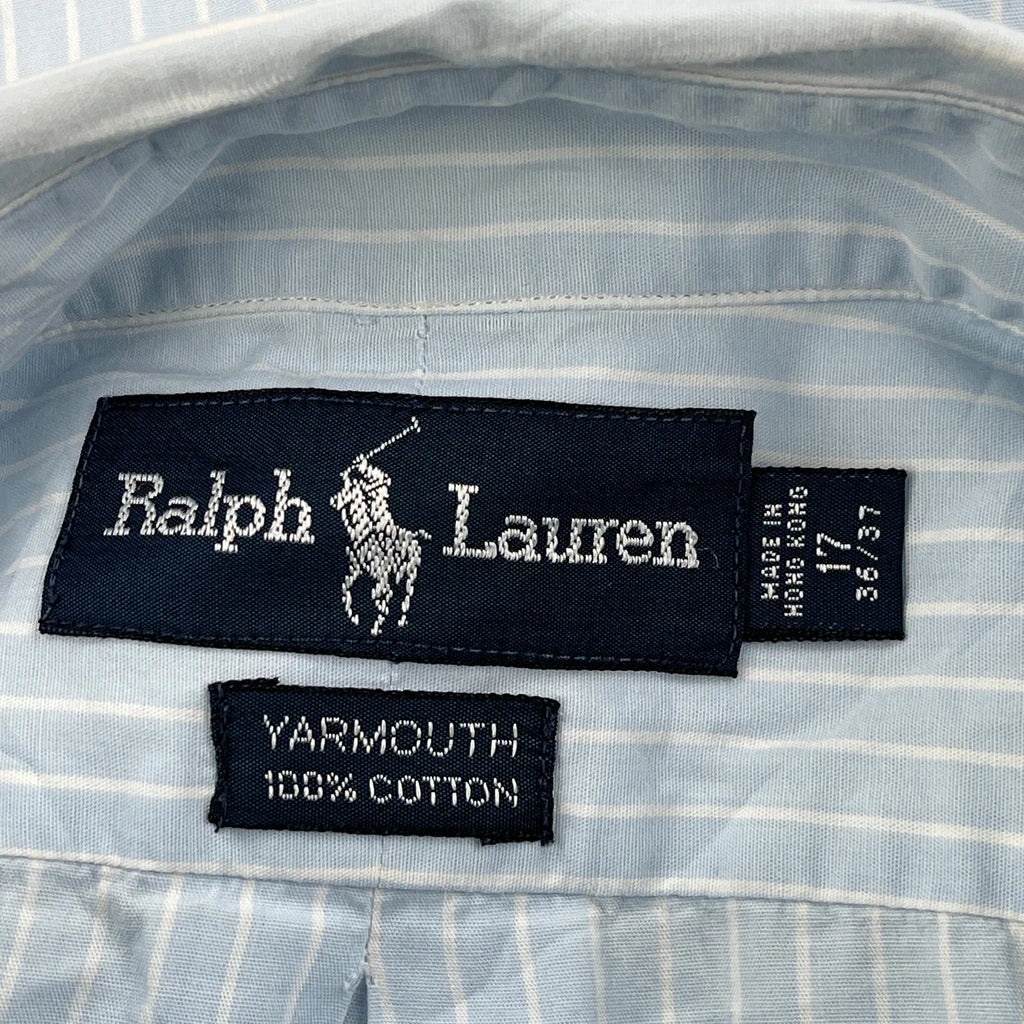 Ralph Lauren
MADE IN
HONG KONG
17
36/37
YARMOUTH
100% COTTON